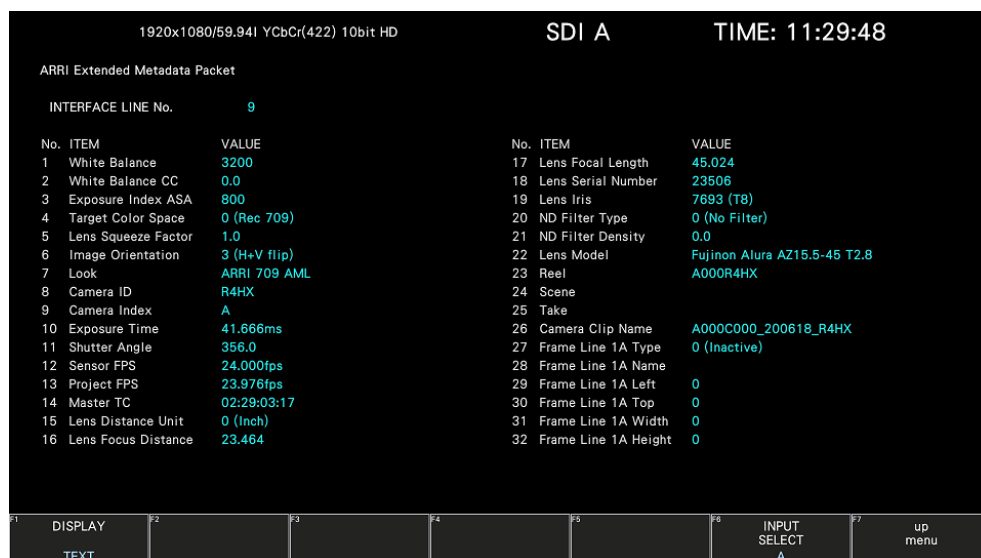 1920x1080/59.94I YCbCr(422) 10bit HD SDI A TIME: 11:29:48
ARRI Extended Metadata Packet
INTERFACE LINE No. 9
No. ITEM VALUE No. ITEM VALUE
1 White Balance 3200 17 Lens Focal Length 45.024
2 White Balance CC 0.0 18 Lens Serial Number 23506
3 Exposure Index ASA 800 19 Lens Iris 7693 (T8)
4 Target Color Space 0 (Rec 709) 20 ND Filter Type 0 (No Filter)
5 Lens Squeeze Factor 1.0 21 ND Filter Density 0.0
6 Image Orientation 3 (H+V flip) 22 Lens Model Fujinon Alura AZ15.5-45 T2.8
7 Look ARRI 709 AML 23 Reel A000R4HX
8 Camera ID R4HX 24 Scene
9 Camera Index A 25 Take
10 Exposure Time 41.666ms 26 Camera Clip Name A000C000_200618_R4HX
11 Shutter Angle 356.0 27 Frame Line 1A Type 0 (Inactive)
12 Sensor FPS 24.000fps 28 Frame Line 1A Name
13 Project FPS 23.976fps 29 Frame Line 1A Left 0
14 Master TC 02:29:03:17 30 Frame Line 1A Top 0
15 Lens Distance Unit 0 (Inch) 31 Frame Line 1A Width 0
16 Lens Focus Distance 23.464 32 Frame Line 1A Height 0
F1 DISPLAY F2 F3 F4 F5 F6 INPUT F7 up
SELECT menu
TEXT A